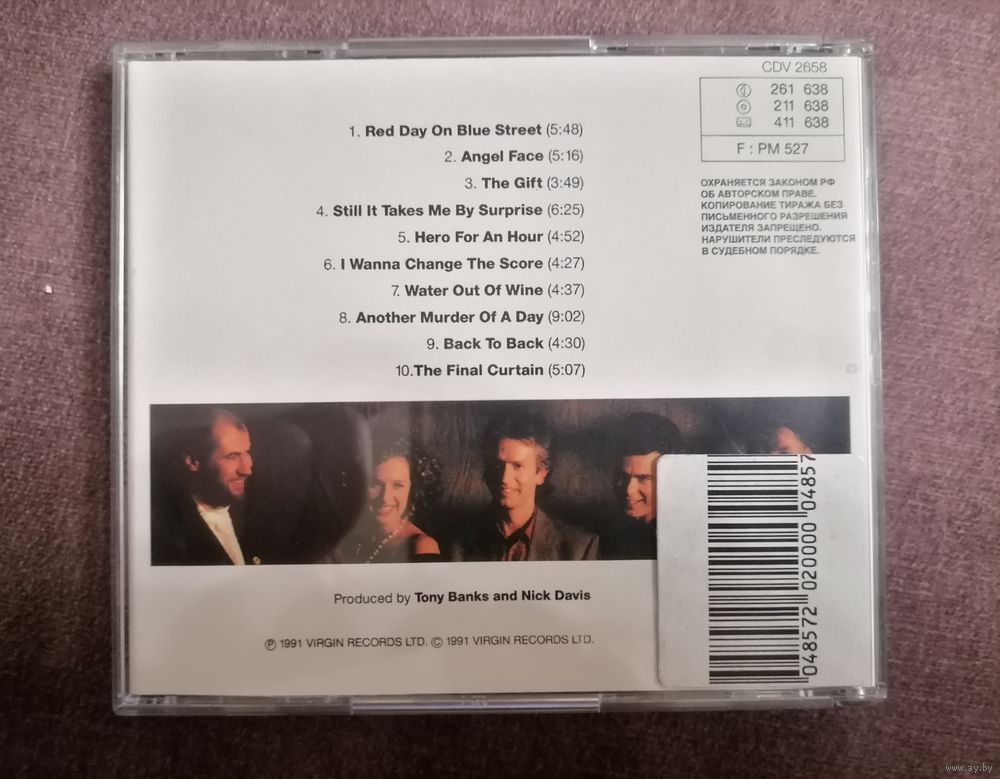 CDV 2658
261 638
211 638
411 638
F : PM 527
1. Red Day On Blue Street (5:48)
2. Angel Face (5:16)
3. The Gift (3:49)
4. Still It Takes Me By Surprise (6:25)
5. Hero For An Hour (4:52)
6. I Wanna Change The Score (4:27)
7. Water Out Of Wine (4:37)
8. Another Murder Of A Day (9:02)
9. Back To Back (4:30)
10.The Final Curtain (5:07)
ОХРАНЯЕТСЯ ЗАКОНОМ РФ
ОБ АВТОРСКОМ ПРАВЕ.
КОПИРОВАНИЕ ТИРАЖА БЕЗ
ПИСЬМЕННОГО РАЗРЕШЕНИЯ
ИЗДАТЕЛЯ ЗАПРЕЩЕНО.
НАРУШИТЕЛИ ПРЕСЛЕДУЮТСЯ
В СУДЕБНОМ ПОРЯДКЕ.
Produced by Tony Banks and Nick Davis
Ⓟ 1991 VIRGIN RECORDS LTD. © 1991 VIRGIN RECORDS LTD.
048572 020000 04857
www.ay.by